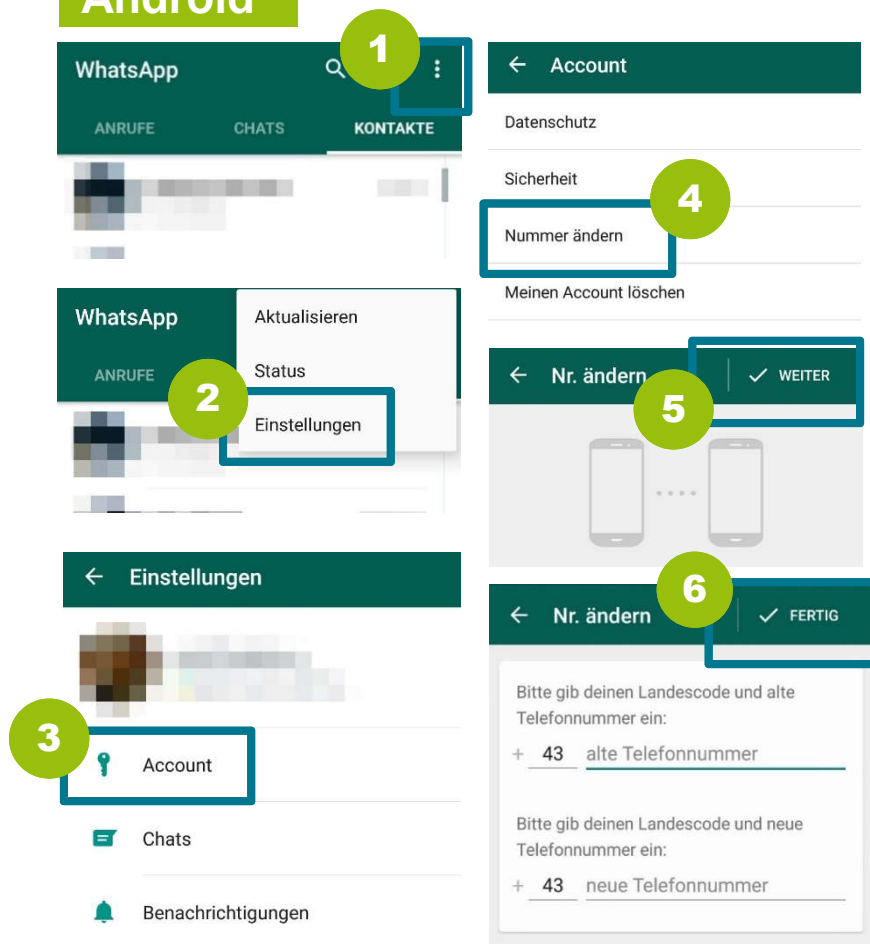 Android
1
WhatsApp
ANRUFE CHATS KONTAKTE
WhatsApp
ANRUFE
Aktualisieren
Status
2
Einstellungen
Einstellungen
3
Account
Chats
Benachrichtigungen
Account
Datenschutz
Sicherheit
4
Nummer ändern
Meinen Account löschen
Nr. ändern WEITER
5
6
Nr. ändern FERTIG
Bitte gib deinen Landescode und alte
Telefonnummer ein:
+ 43 alte Telefonnummer
Bitte gib deinen Landescode und neue
Telefonnummer ein:
+ 43 neue Telefonnummer